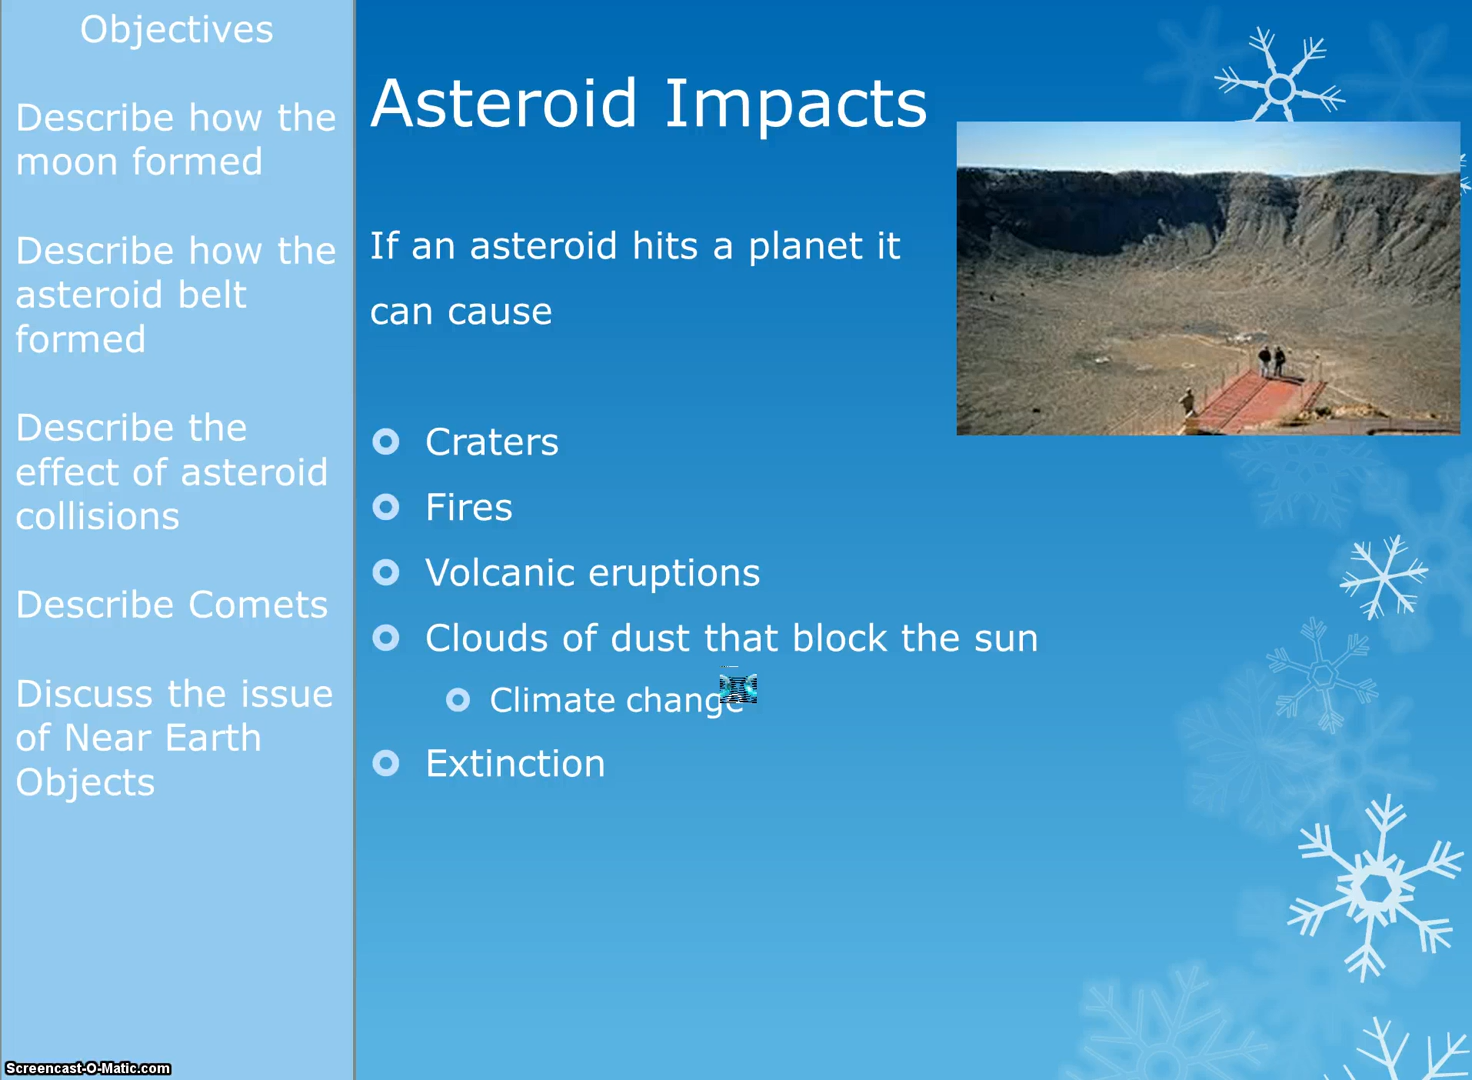 Objectives
Describe how the
moon formed
Describe how the
asteroid belt
formed
Describe the
effect of asteroid
collisions
Describe Comets
Discuss the issue
of Near Earth
Objects
Asteroid Impacts
If an asteroid hits a planet it
can cause
Craters
Fires
Volcanic eruptions
Clouds of dust that block the sun
Climate change
Extinction
Screencast-O-Matic.com